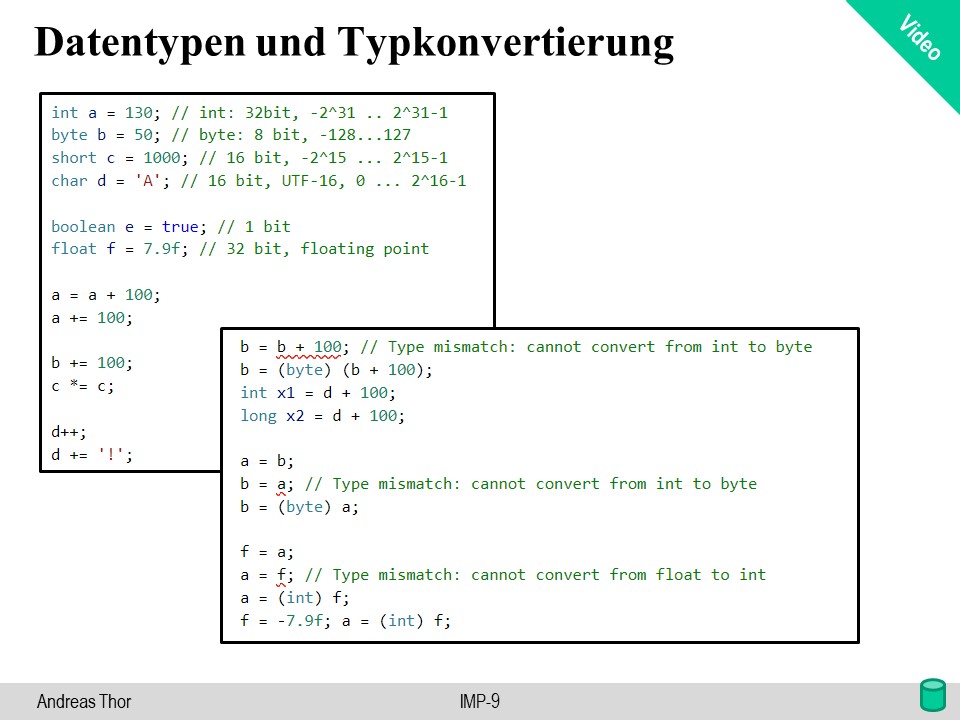 Datentypen und Typkonvertierung
Video
int a = 130; // int: 32bit, -2^31 .. 2^31-1
byte b = 50; // byte: 8 bit, -128...127
short c = 1000; // 16 bit, -2^15 ... 2^15-1
char d = 'A'; // 16 bit, UTF-16, 0 ... 2^16-1
boolean e = true; // 1 bit
float f = 7.9f; // 32 bit, floating point
a = a + 100;
a += 100;
b += 100;
c *= c;
d++;
d += '!';
b = b + 100; // Type mismatch: cannot convert from int to byte
b = (byte) (b + 100);
int x1 = d + 100;
long x2 = d + 100;
a = b;
b = a; // Type mismatch: cannot convert from int to byte
b = (byte) a;
f = a;
a = f; // Type mismatch: cannot convert from float to int
a = (int) f;
f = -7.9f; a = (int) f;
Andreas Thor
IMP-9